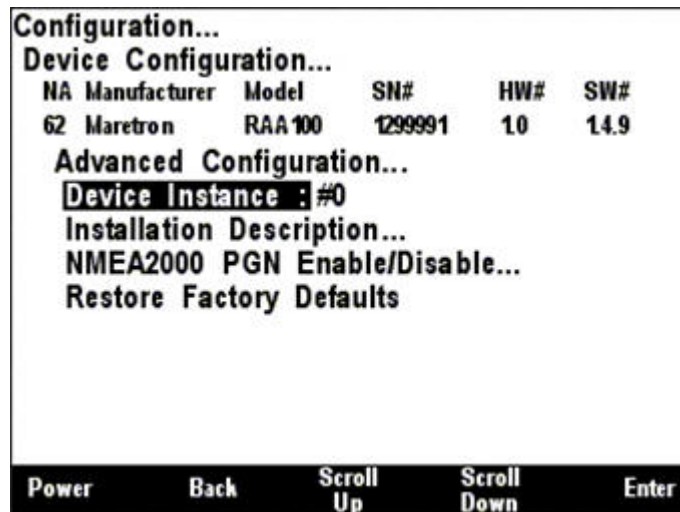 Configuration...
Device Configuration...
NA Manufacturer Model SN# HW# SW#
62 Maretron RAA100 1299991 1.0 1.4.9
Advanced Configuration...
Device Instance : #0
Installation Description...
NMEA2000 PGN Enable/Disable...
Restore Factory Defaults
Power Back Scroll Up Scroll Down Enter